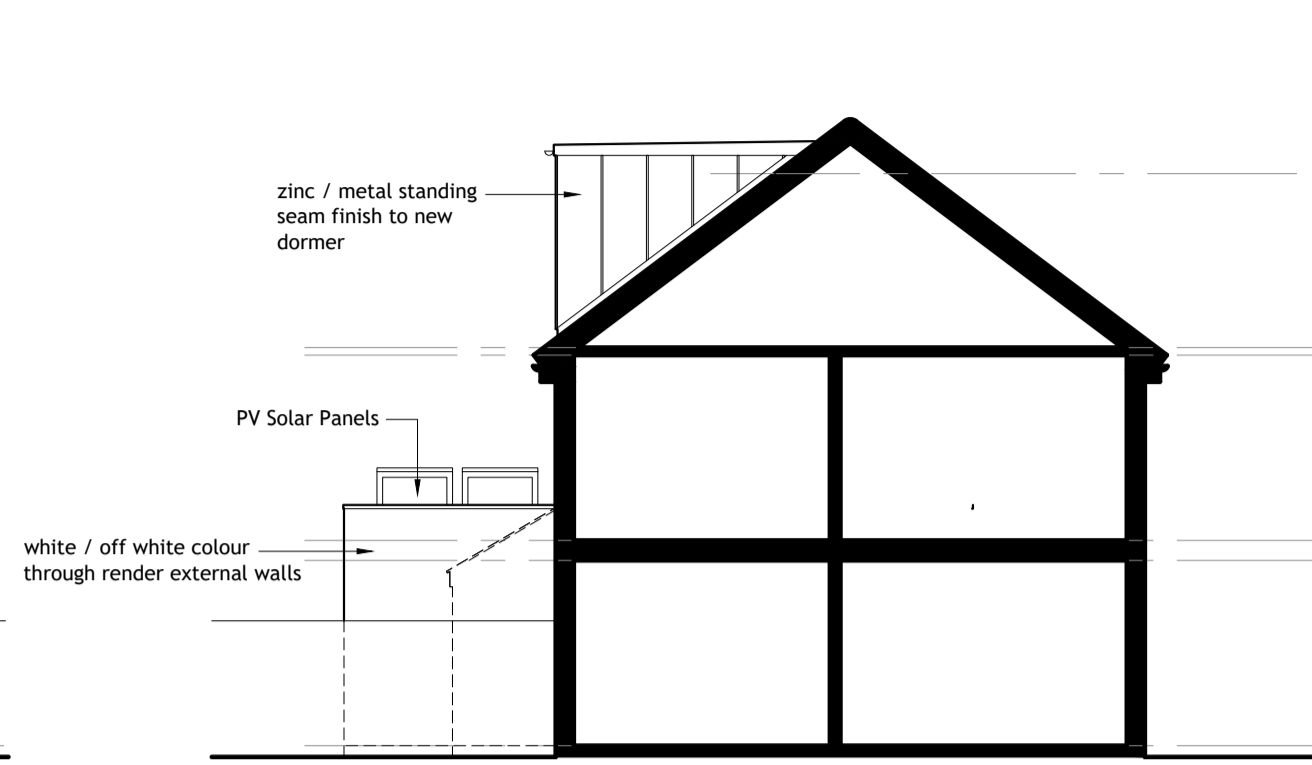 zinc / metal standing
seam finish to new
dormer
PV Solar Panels
white / off white colour
through render external walls